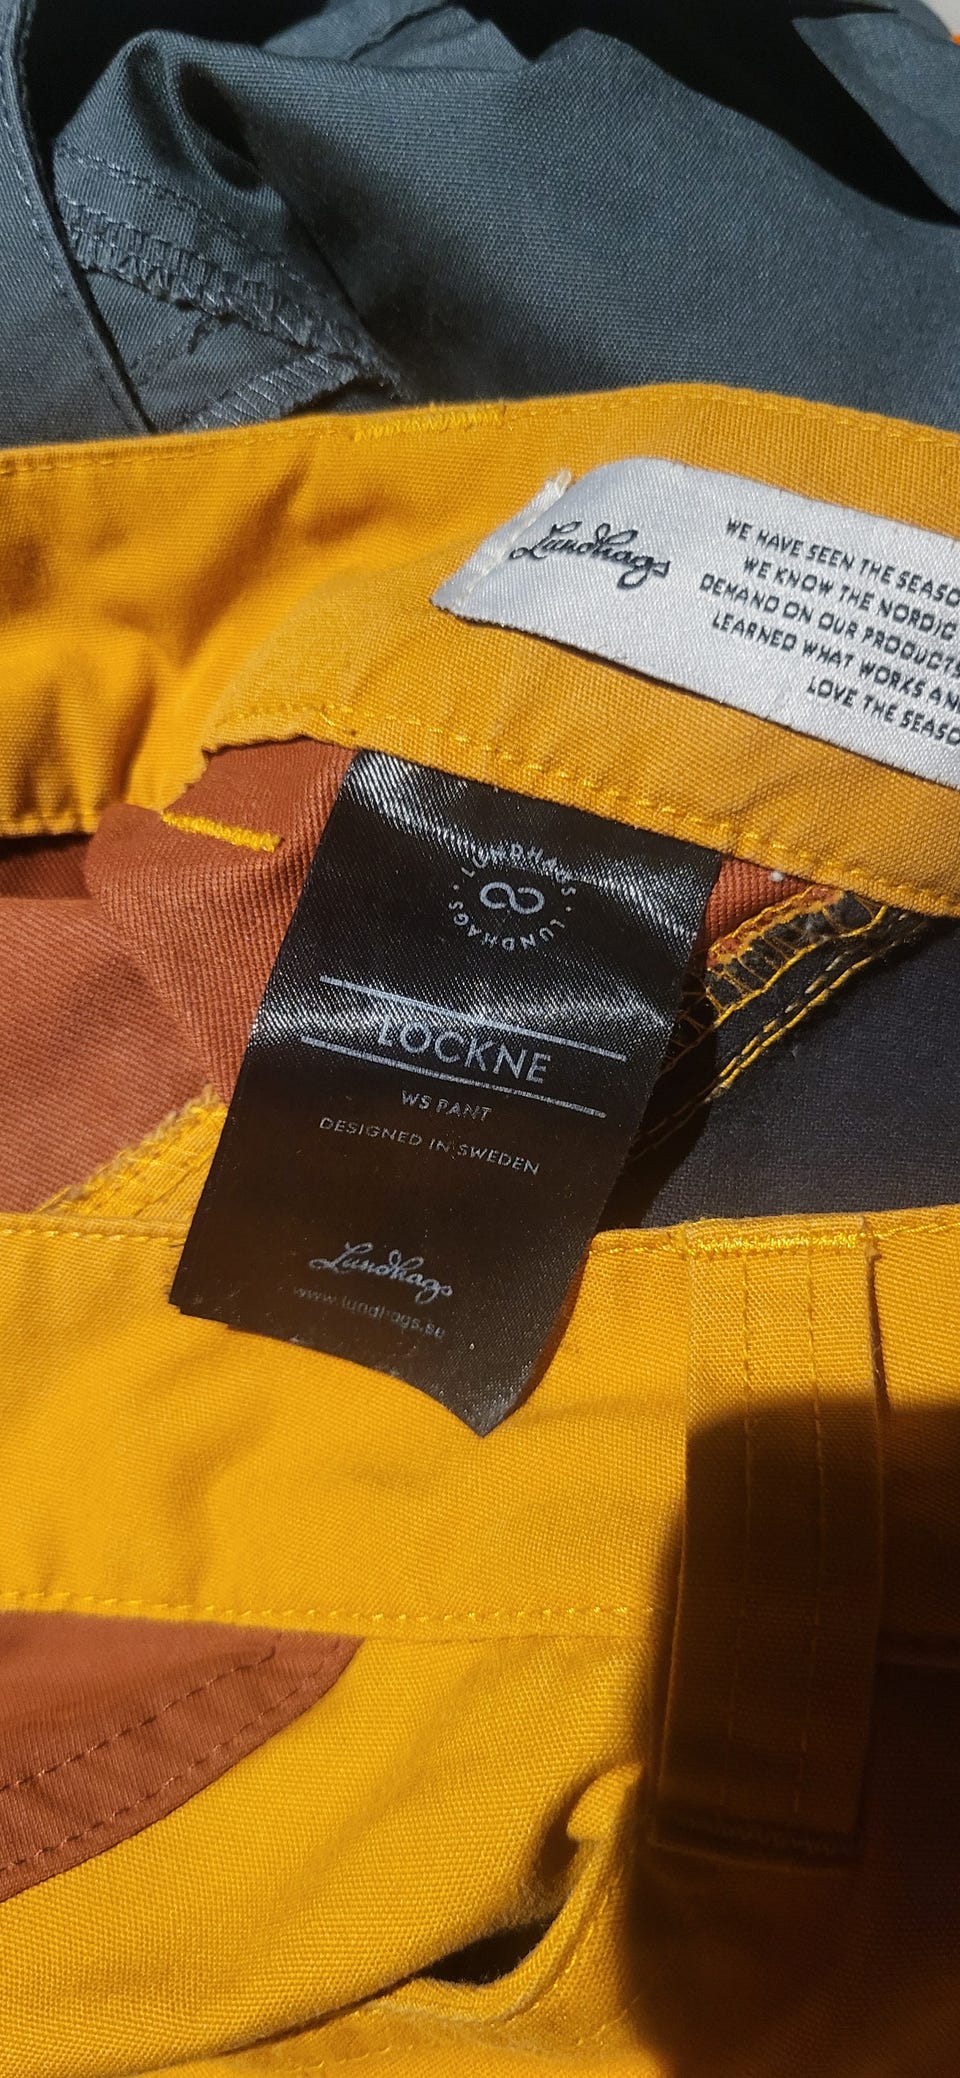 Lundhags
WE HAVE SEEN THE SEASO
WE KNOW THE NORDIC
DEMAND ON OUR PRODUCTS
LEARNED WHAT WORKS AN
LOVE THE SEASO
LUNDHAGS · LUNDHAGS ·
LOCKNE
WS PANT
DESIGNED IN SWEDEN
Lundhags
www.lundhags.se